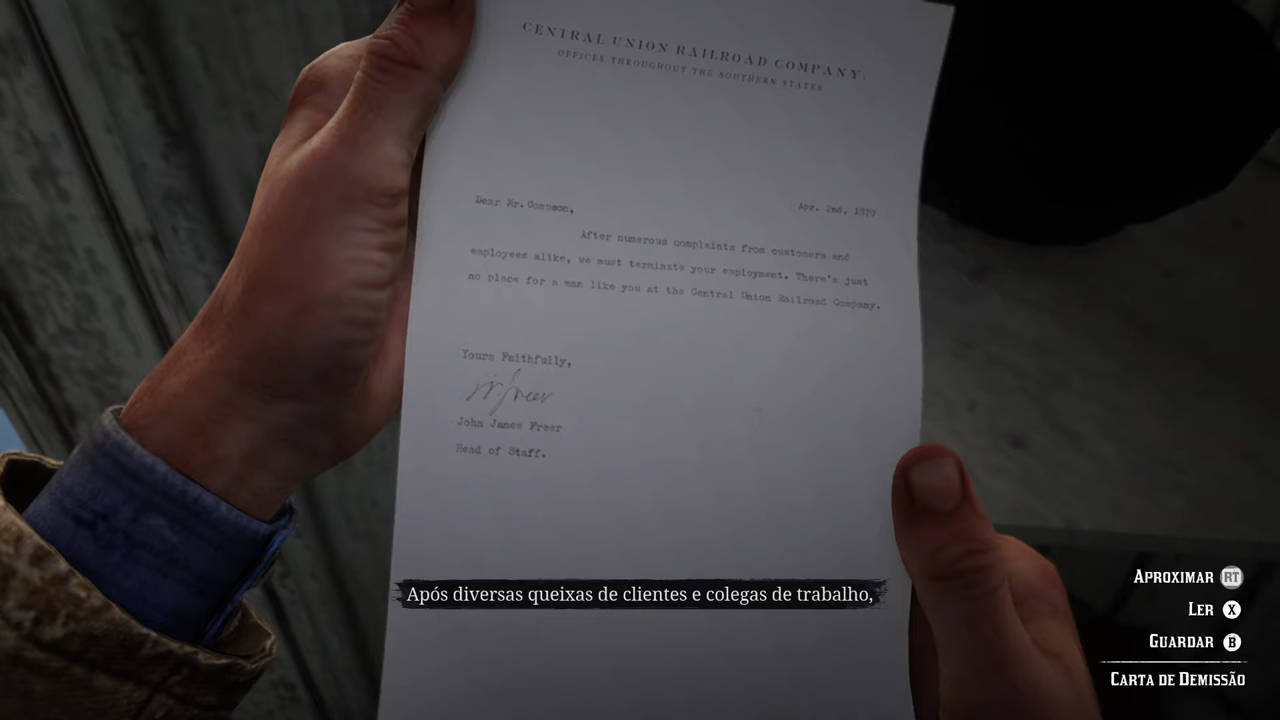 CENTRAL UNION RAILROAD COMPANY.
OFFICES THROUGHOUT THE SOUTHERN STATES
Dear Mr. Compson,
Apr. 2nd, 1870
After numerous complaints from customers and
employees alike, we must terminate your employment. There's just
no place for a man like you at the Central Union Railroad Company.
Yours Faithfully,
JJ Freer
John James Freer
Head of Staff.
Após diversas queixas de clientes e colegas de trabalho,
APROXIMAR RT
LER X
GUARDAR B
CARTA DE DEMISSÃO